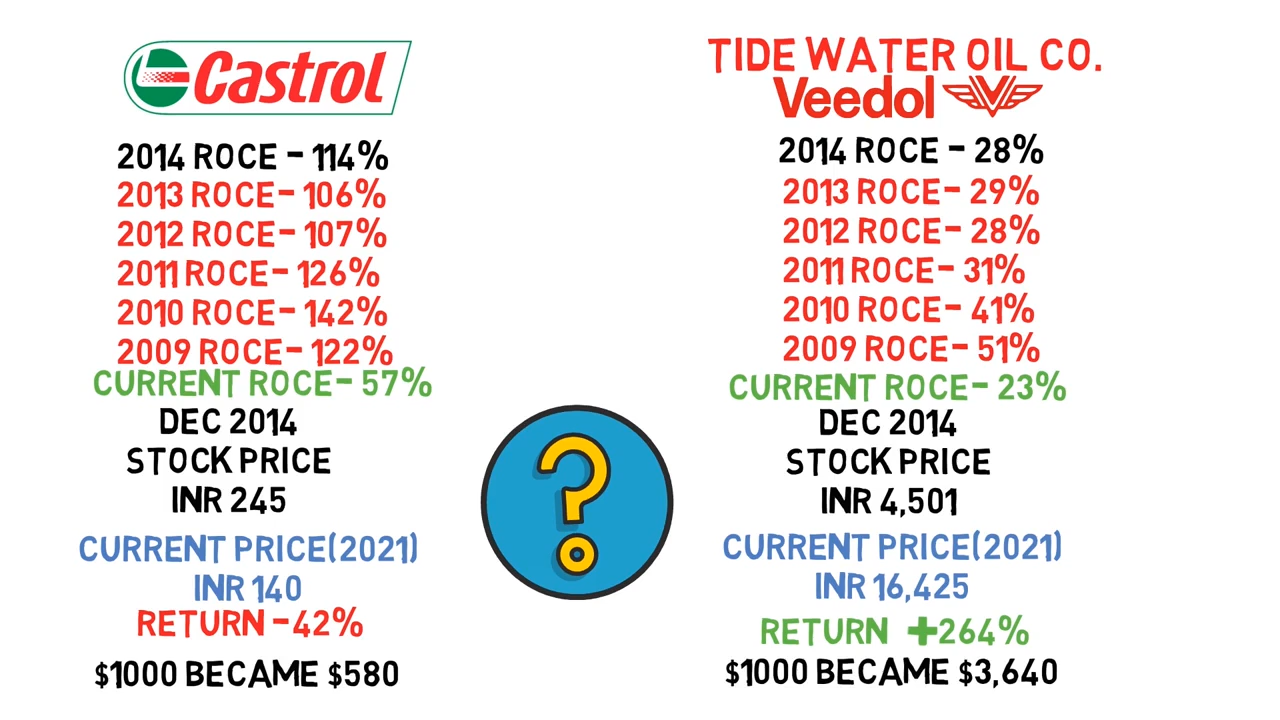 Castrol
2014 ROCE - 114%
2013 ROCE- 106%
2012 ROCE- 107%
2011 ROCE- 126%
2010 ROCE- 142%
2009 ROCE- 122%
CURRENT ROCE- 57%
DEC 2014
STOCK PRICE
INR 245
CURRENT PRICE(2021)
INR 140
RETURN -42%
$1000 BECAME $580
?
TIDE WATER OIL CO.
Veedol
2014 ROCE - 28%
2013 ROCE- 29%
2012 ROCE- 28%
2011 ROCE- 31%
2010 ROCE- 41%
2009 ROCE- 51%
CURRENT ROCE- 23%
DEC 2014
STOCK PRICE
INR 4,501
CURRENT PRICE(2021)
INR 16,425
RETURN +264%
$1000 BECAME $3,640